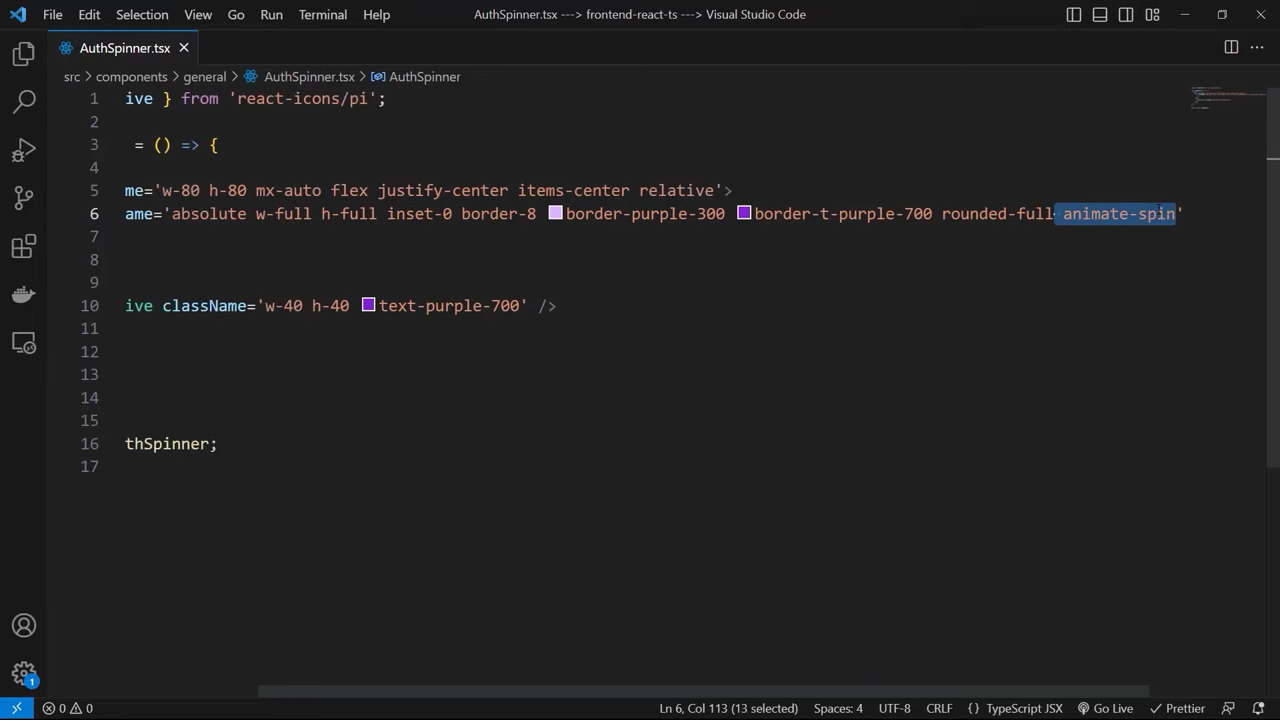 File Edit Selection View Go Run Terminal Help AuthSpinner.tsx ---> frontend-react-ts ---> Visual Studio Code
AuthSpinner.tsx
src > components > general > AuthSpinner.tsx > AuthSpinner
1 ive } from 'react-icons/pi';
2
3 = () => {
4
5 me='w-80 h-80 mx-auto flex justify-center items-center relative'>
6 ame='absolute w-full h-full inset-0 border-8 border-purple-300 border-t-purple-700 rounded-full animate-spin'
7
8
9
10 ive className='w-40 h-40 text-purple-700' />
11
12
13
14
15
16 thSpinner;
17
1
0 0 Ln 6, Col 113 (13 selected) Spaces: 4 UTF-8 CRLF { } TypeScript JSX Go Live Prettier